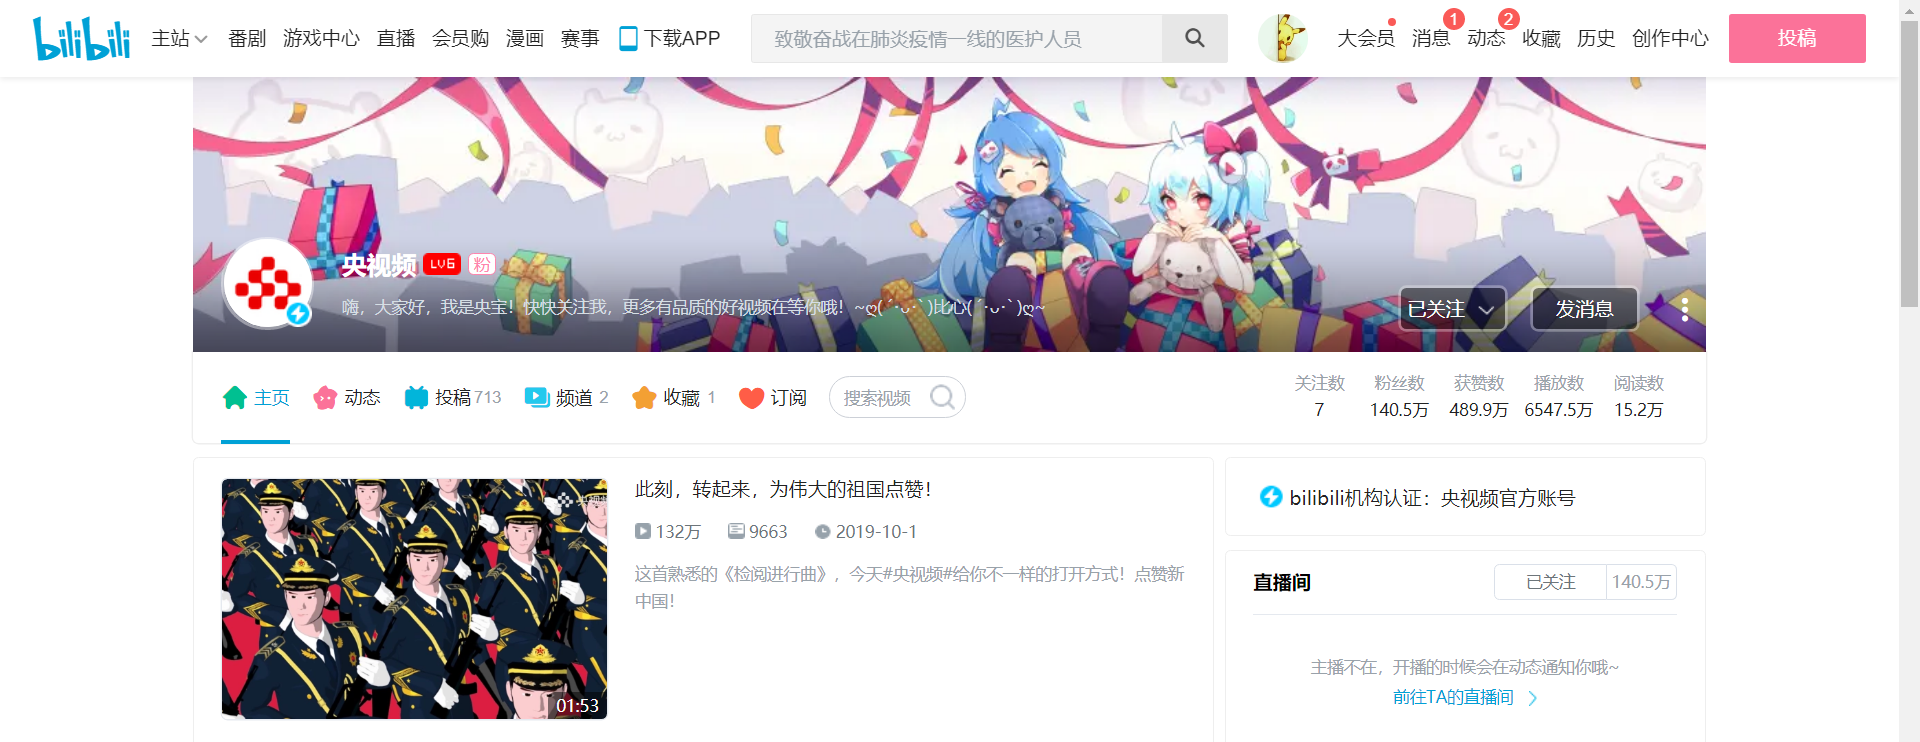 bilibili 主站 番剧 游戏中心 直播 会员购 漫画 赛事 下载APP 致敬奋战在肺炎疫情一线的医护人员 大会员 消息 1 动态 2 收藏 历史 创作中心 投稿
央视频 LV6 粉
嗨，大家好，我是央宝！快快关注我，更多有品质的好视频在等你哦！~ღ( ´･ᴗ･` )比心( ´･ᴗ･` )ღ~
已关注 发消息
主页 动态 投稿 713 频道 2 收藏 1 订阅 搜索视频
关注数 粉丝数 获赞数 播放数 阅读数
7 140.5万 489.9万 6547.5万 15.2万
此刻，转起来，为伟大的祖国点赞！
132万 9663 2019-10-1
这首熟悉的《检阅进行曲》，今天#央视频#给你不一样的打开方式！点赞新
中国！
01:53
bilibili机构认证：央视频官方账号
直播间 已关注 140.5万
主播不在，开播的时候会在动态通知你哦~
前往TA的直播间